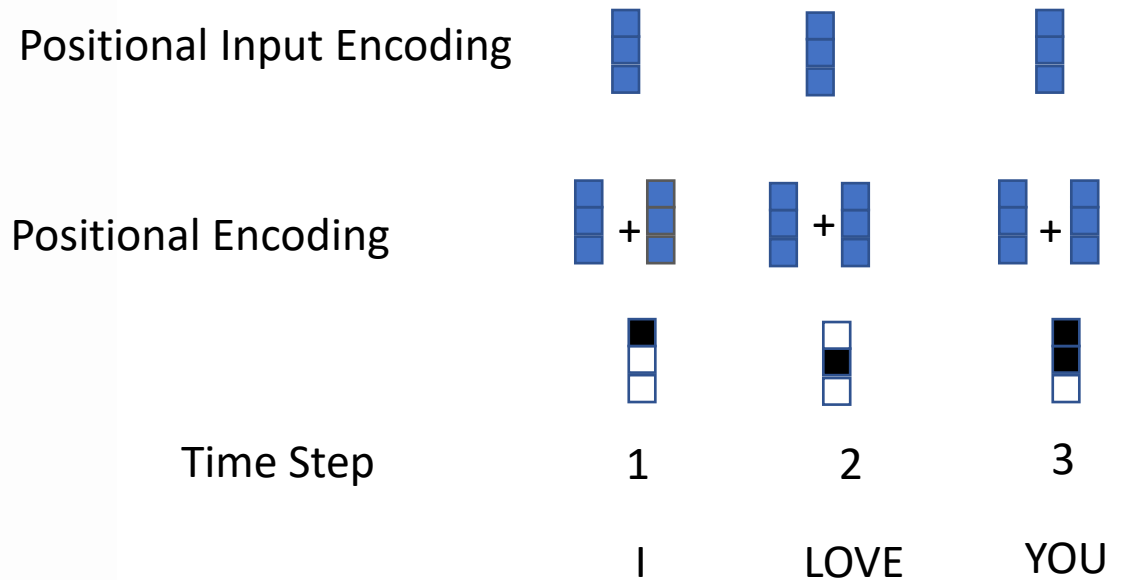 Positional Input Encoding
Positional Encoding + + +
Time Step 1 2 3
I LOVE YOU